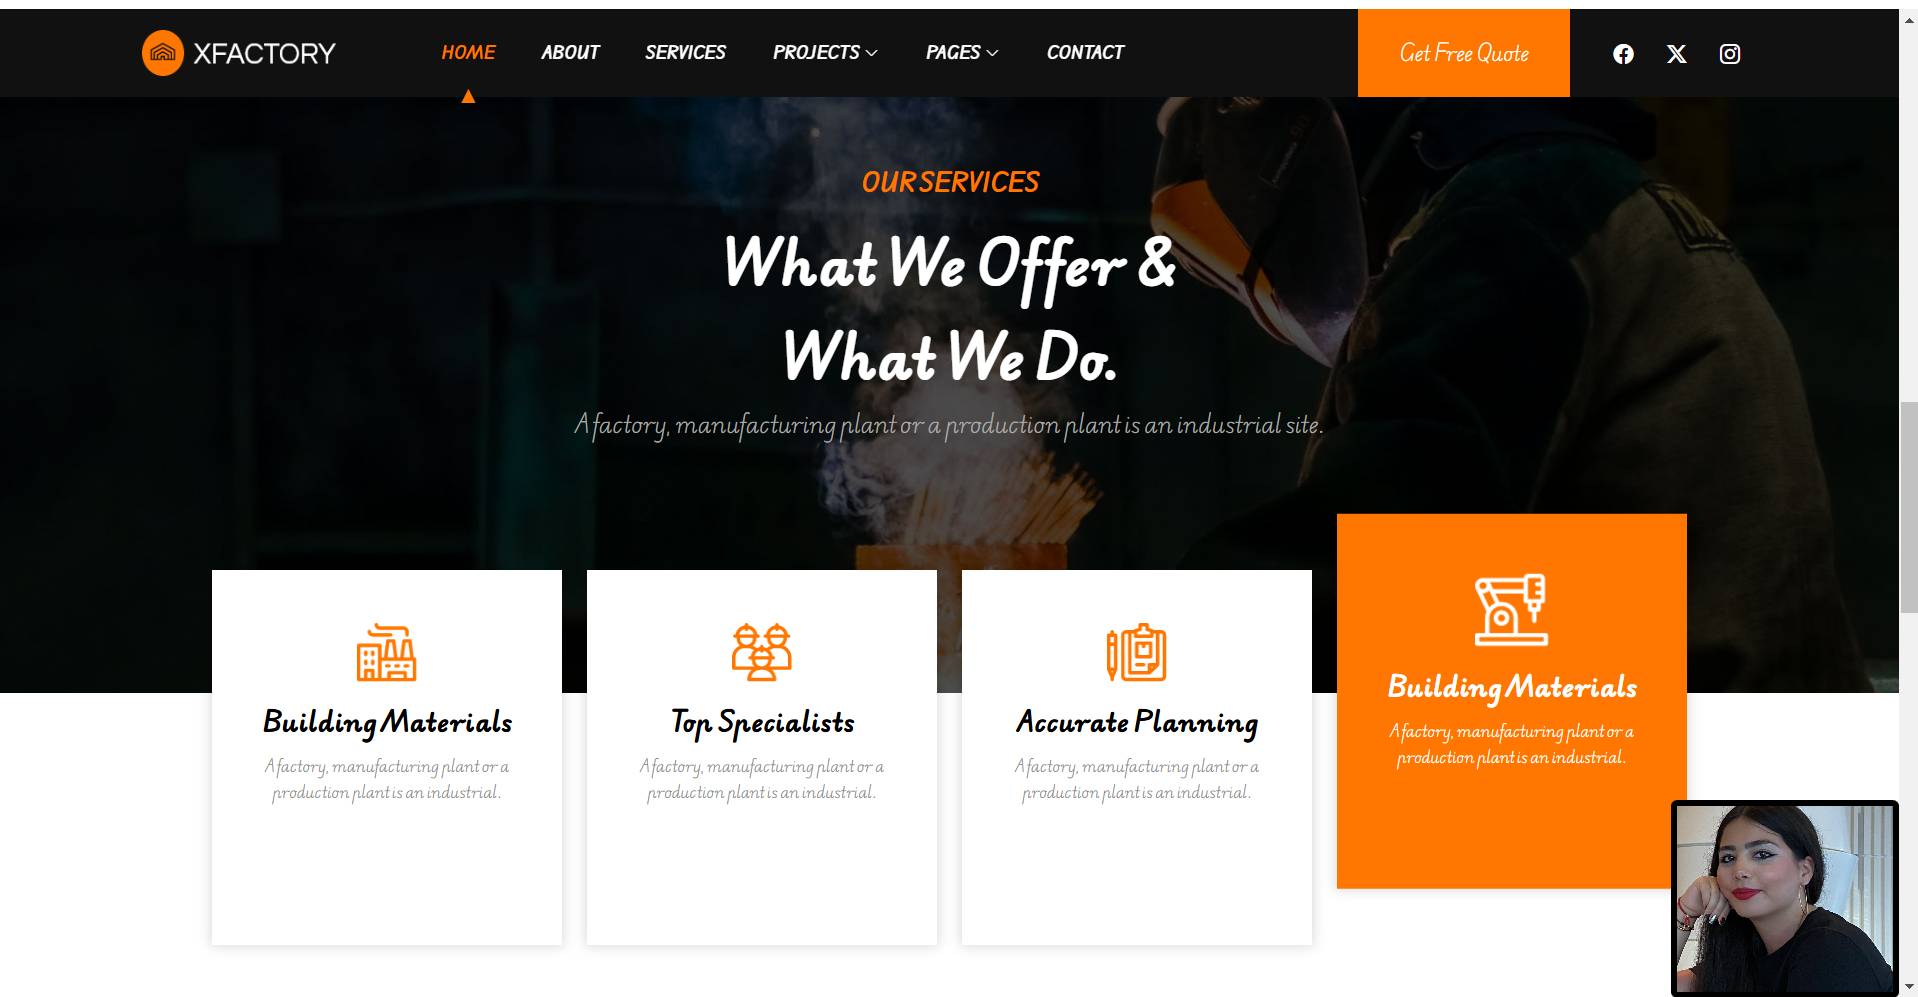 XFACTORY
HOME ABOUT SERVICES PROJECTS PAGES CONTACT
Get Free Quote
OUR SERVICES
What We Offer &
What We Do.
A factory, manufacturing plant or a production plant is an industrial site.
Building Materials
A factory, manufacturing plant or a
production plant is an industrial.
Top Specialists
A factory, manufacturing plant or a
production plant is an industrial.
Accurate Planning
A factory, manufacturing plant or a
production plant is an industrial.
Building Materials
A factory, manufacturing plant or a
production plant is an industrial.